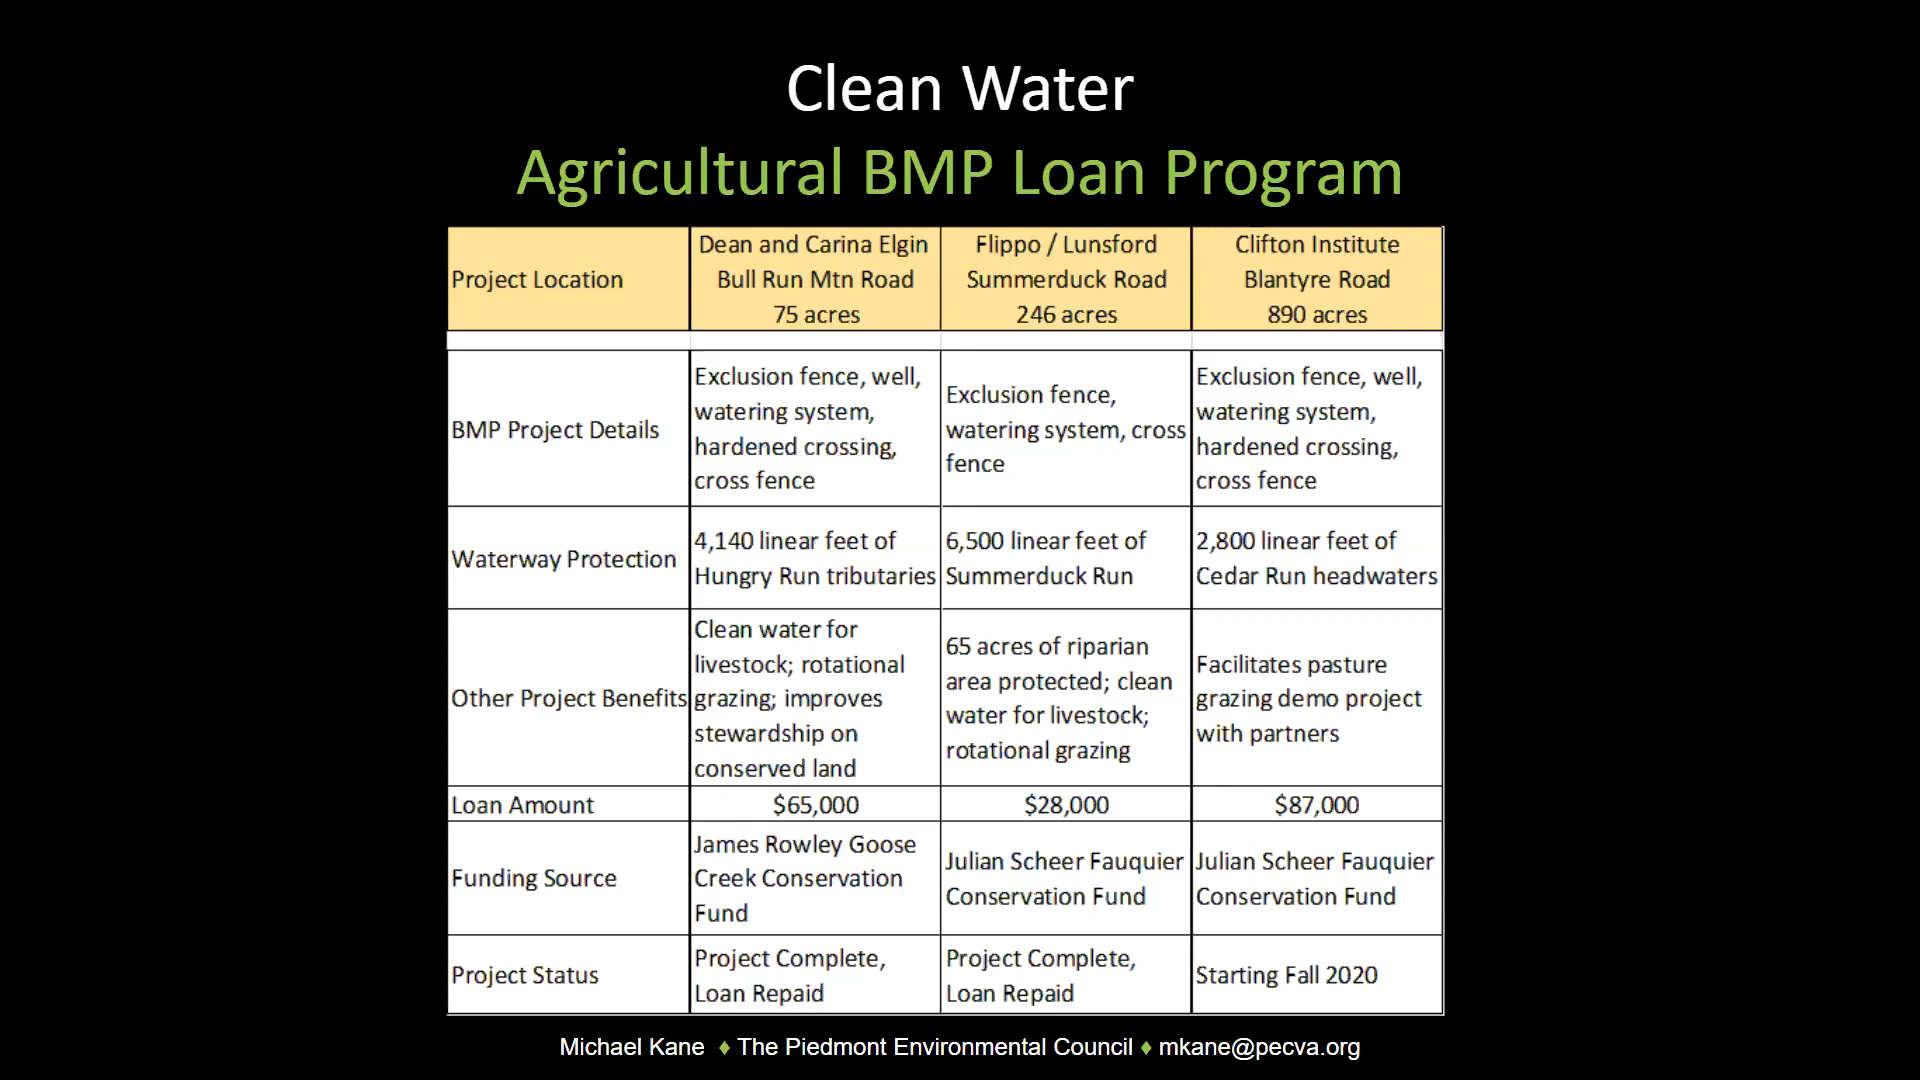 Clean Water
Agricultural BMP Loan Program
Project Location
Dean and Carina Elgin
Bull Run Mtn Road
75 acres
Flippo / Lunsford
Summerduck Road
246 acres
Clifton Institute
Blantyre Road
890 acres
BMP Project Details
Exclusion fence, well,
watering system,
hardened crossing,
cross fence
Exclusion fence,
watering system, cross
fence
Exclusion fence, well,
watering system,
hardened crossing,
cross fence
Waterway Protection
4,140 linear feet of
Hungry Run tributaries
6,500 linear feet of
Summerduck Run
2,800 linear feet of
Cedar Run headwaters
Other Project Benefits
Clean water for
livestock; rotational
grazing; improves
stewardship on
conserved land
65 acres of riparian
area protected; clean
water for livestock;
rotational grazing
Facilitates pasture
grazing demo project
with partners
Loan Amount
$65,000
$28,000
$87,000
Funding Source
James Rowley Goose
Creek Conservation
Fund
Julian Scheer Fauquier
Conservation Fund
Julian Scheer Fauquier
Conservation Fund
Project Status
Project Complete,
Loan Repaid
Project Complete,
Loan Repaid
Starting Fall 2020
Michael Kane ♦ The Piedmont Environmental Council ♦ mkane@pecva.org